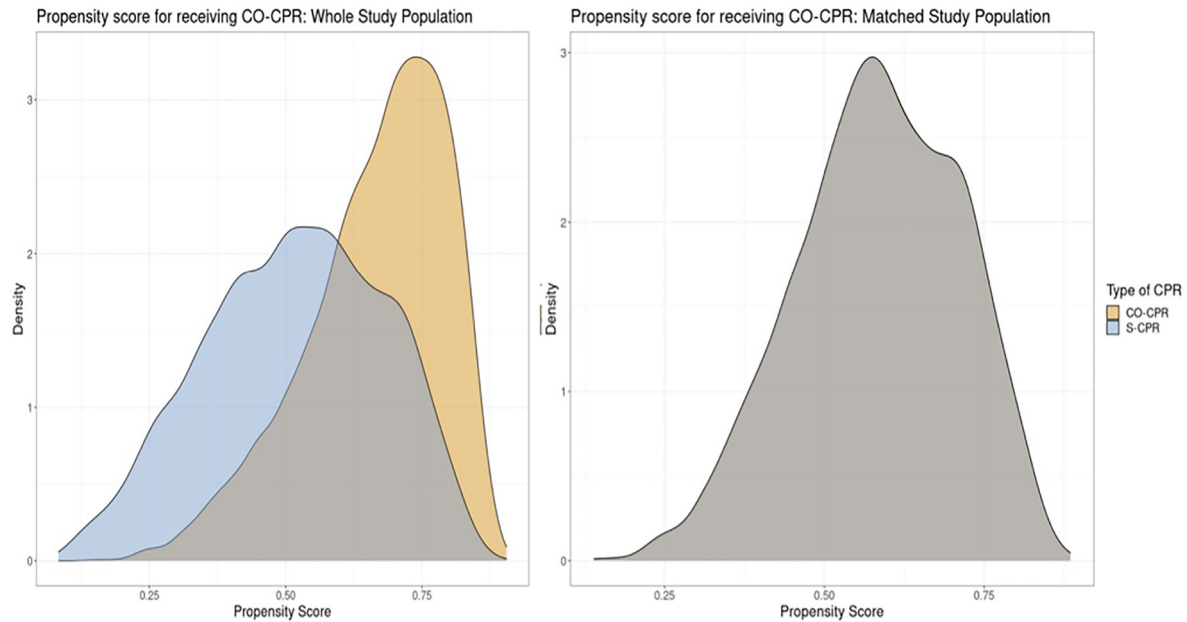 Propensity score for receiving CO-CPR: Whole Study Population
3
2
1
0
Density
0.25 0.50 0.75
Propensity Score
Propensity score for receiving CO-CPR: Matched Study Population
3
2
1
0
Density
0.25 0.50 0.75
Propensity Score
Type of CPR
CO-CPR
S-CPR